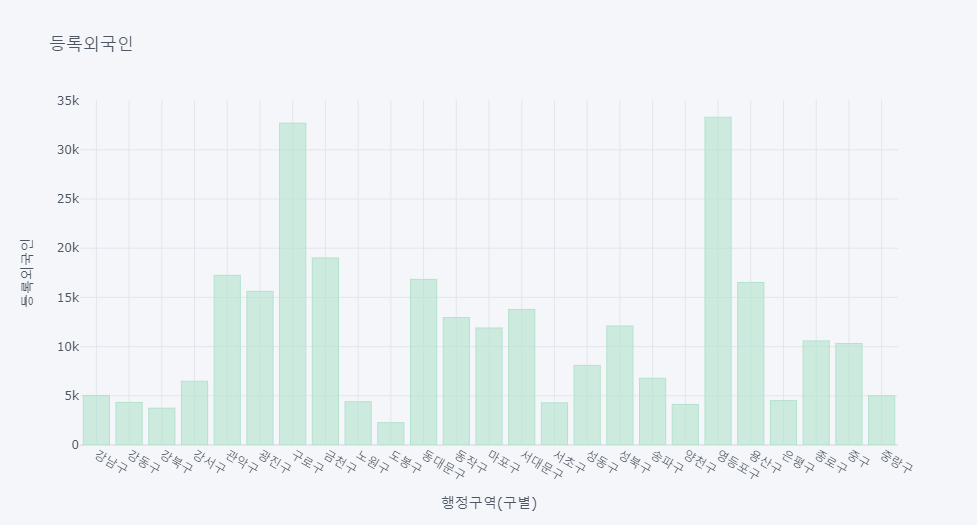 등록외국인
35k
30k
25k
20k
15k
10k
5k
0
등록외국인
강남구
강동구
강북구
강서구
관악구
광진구
구로구
금천구
노원구
도봉구
동대문구
동작구
마포구
서대문구
서초구
성동구
성북구
송파구
양천구
영등포구
용산구
은평구
종로구
중구
중랑구
행정구역(구별)